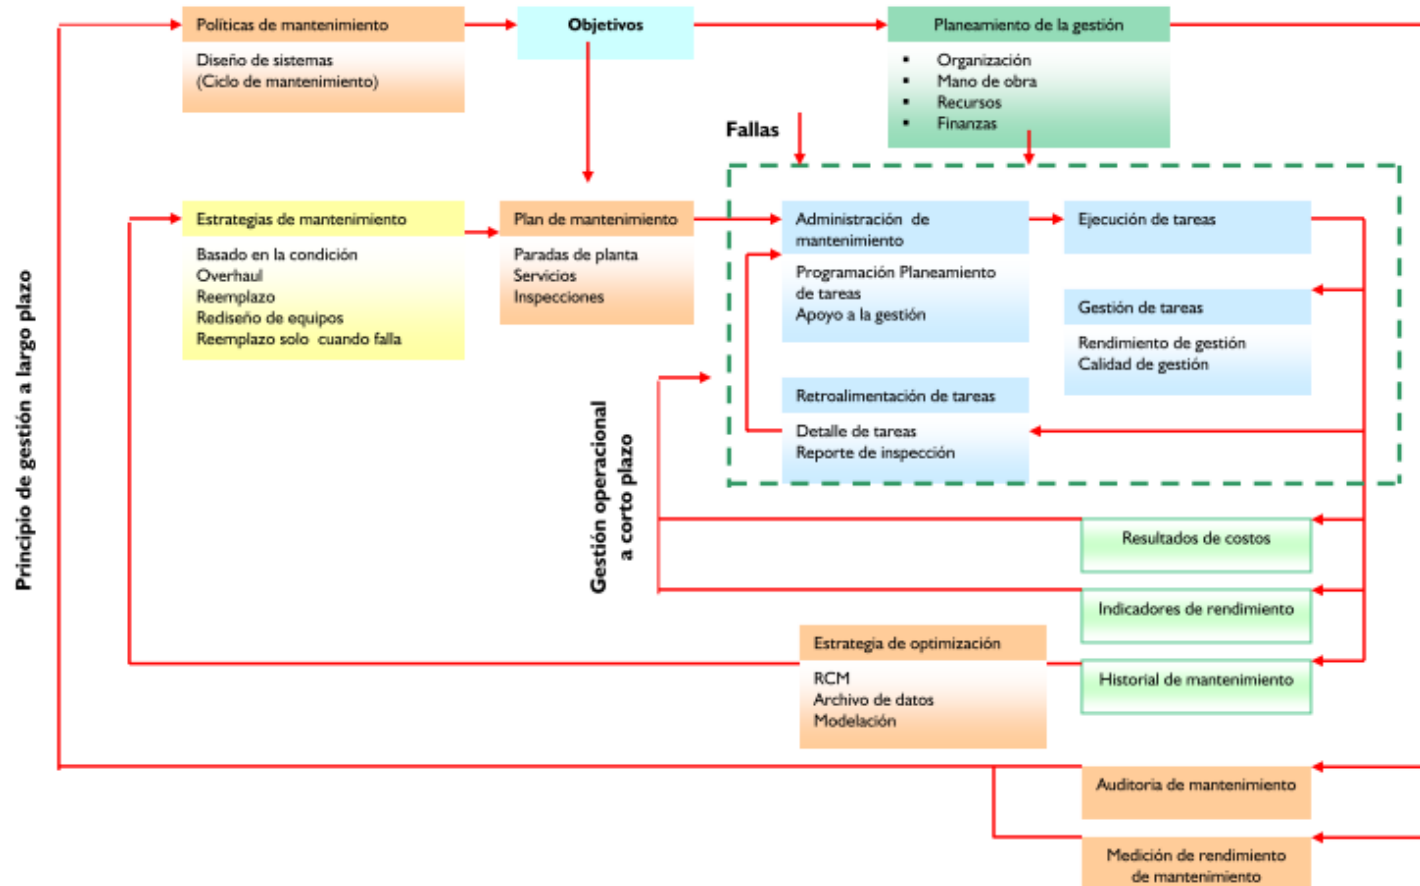 Políticas de mantenimiento
Diseño de sistemas
(Ciclo de mantenimiento)
Objetivos
Planeamiento de la gestión
▪ Organización
▪ Mano de obra
▪ Recursos
▪ Finanzas
Fallas
Principio de gestión a largo plazo
Estrategias de mantenimiento
Basado en la condición
Overhaul
Reemplazo
Rediseño de equipos
Reemplazo solo cuando falla
Plan de mantenimiento
Paradas de planta
Servicios
Inspecciones
Administración de
mantenimiento
Programación Planeamiento
de tareas
Apoyo a la gestión
Ejecución de tareas
Gestión de tareas
Rendimiento de gestión
Calidad de gestión
Retroalimentación de tareas
Detalle de tareas
Reporte de inspección
Gestión operacional
a corto plazo
Resultados de costos
Indicadores de rendimiento
Estrategia de optimización
RCM
Archivo de datos
Modelación
Historial de mantenimiento
Auditoria de mantenimiento
Medición de rendimiento
de mantenimiento